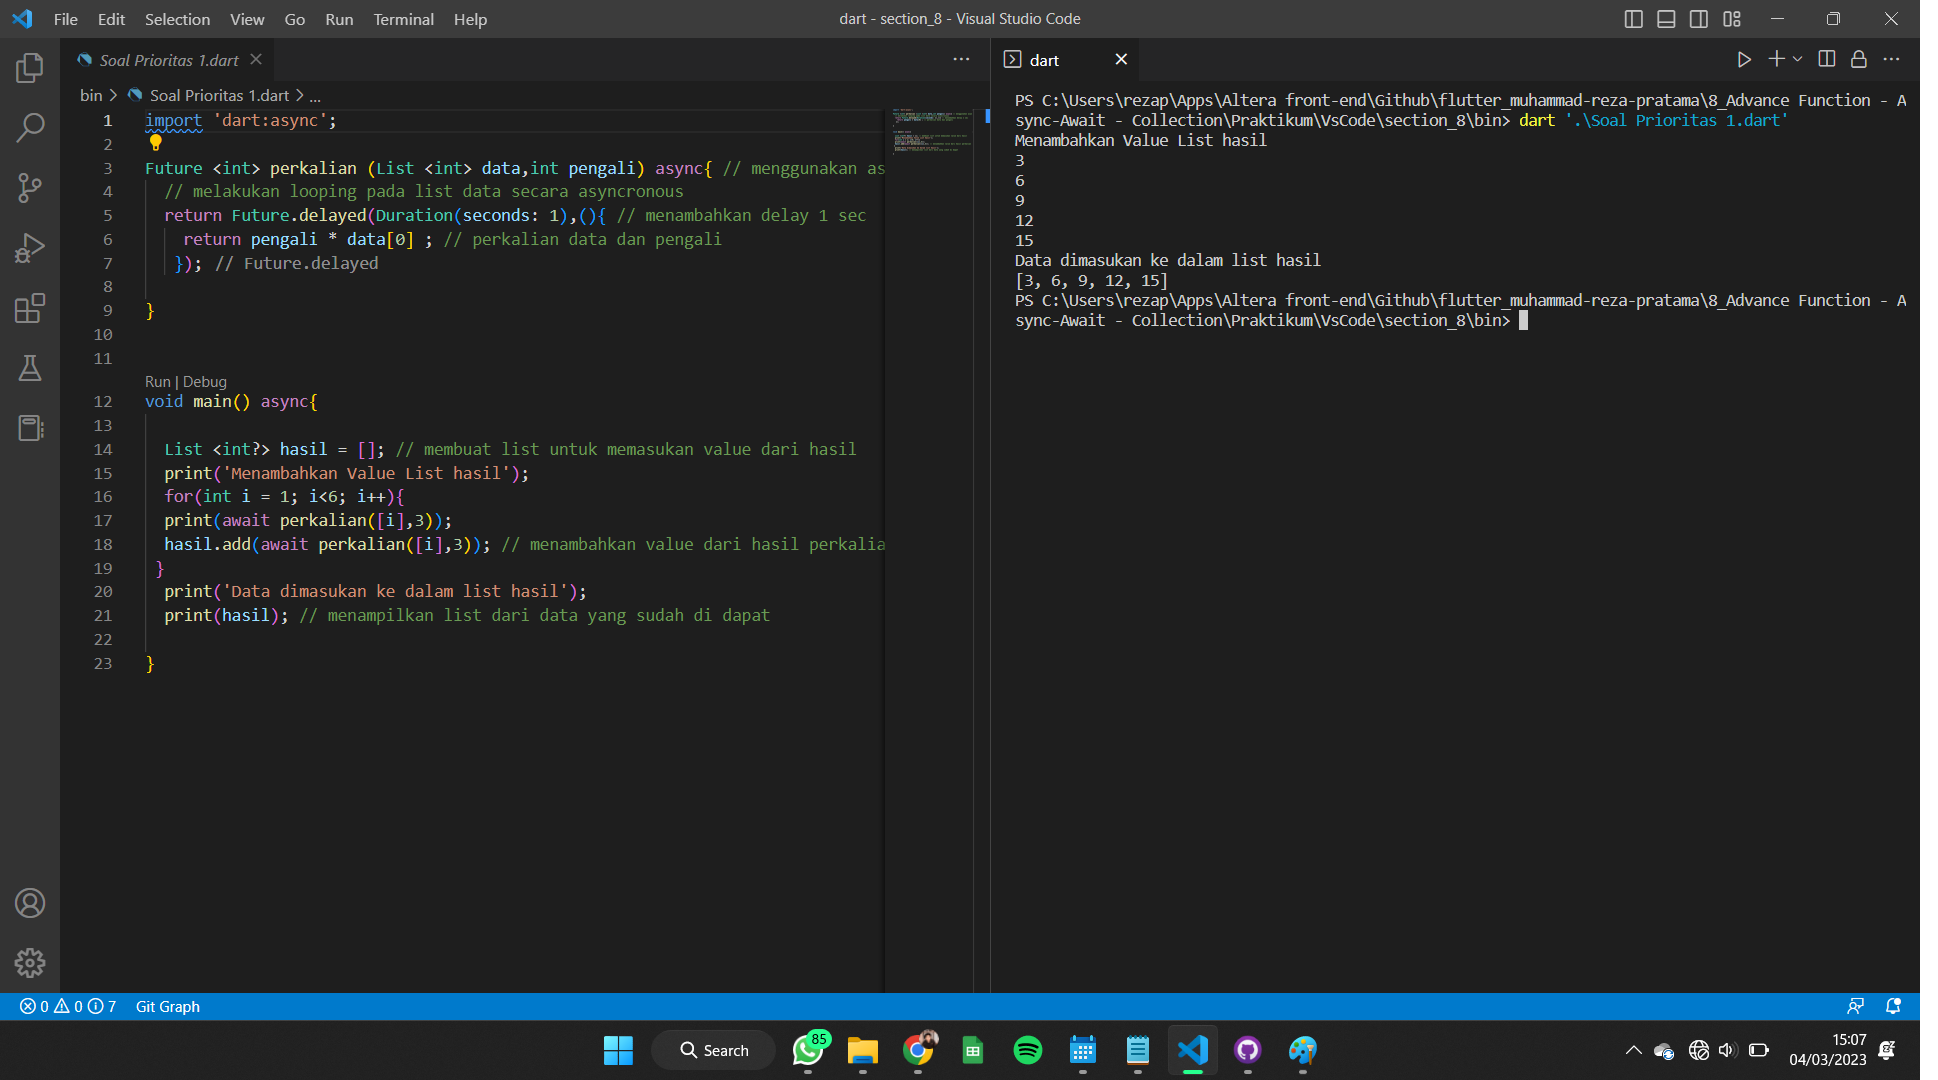 File Edit Selection View Go Run Terminal Help
dart - section_8 - Visual Studio Code
Soal Prioritas 1.dart
bin > Soal Prioritas 1.dart > ...
1 import 'dart:async';
2
3 Future <int> perkalian (List <int> data,int pengali) async{ // menggunakan as
4 // melakukan looping pada list data secara asyncronous
5 return Future.delayed(Duration(seconds: 1),(){ // menambahkan delay 1 sec
6 return pengali * data[0] ; // perkalian data dan pengali
7 }); // Future.delayed
8
9 }
10
11
Run | Debug
12 void main() async{
13
14 List <int?> hasil = []; // membuat list untuk memasukan value dari hasil
15 print('Menambahkan Value List hasil');
16 for(int i = 1; i<6; i++){
17 print(await perkalian([i],3));
18 hasil.add(await perkalian([i],3)); // menambahkan value dari hasil perkalia
19 }
20 print('Data dimasukan ke dalam list hasil');
21 print(hasil); // menampilkan list dari data yang sudah di dapat
22
23 }
dart
PS C:\Users\rezap\Apps\Altera front-end\Github\flutter_muhammad-reza-pratama\8_Advance Function - A
sync-Await - Collection\Praktikum\VsCode\section_8\bin> dart '.\Soal Prioritas 1.dart'
Menambahkan Value List hasil
3
6
9
12
15
Data dimasukan ke dalam list hasil
[3, 6, 9, 12, 15]
PS C:\Users\rezap\Apps\Altera front-end\Github\flutter_muhammad-reza-pratama\8_Advance Function - A
sync-Await - Collection\Praktikum\VsCode\section_8\bin>
0 0 7 Git Graph
Search
85
15:07
04/03/2023